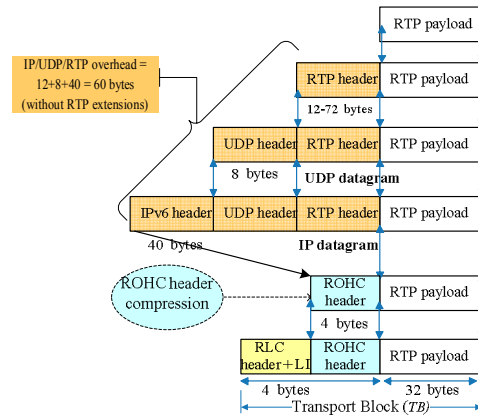 RTP payload
IP/UDP/RTP overhead =
12+8+40 = 60 bytes
(without RTP extensions)
RTP header
RTP payload
12-72 bytes
UDP header
RTP header
RTP payload
8 bytes
UDP datagram
IPv6 header
UDP header
RTP header
RTP payload
40 bytes
IP datagram
ROHC header
compression
ROHC
header
RTP payload
4 bytes
RLC
header+LI
ROHC
header
RTP payload
4 bytes
32 bytes
Transport Block (TB)